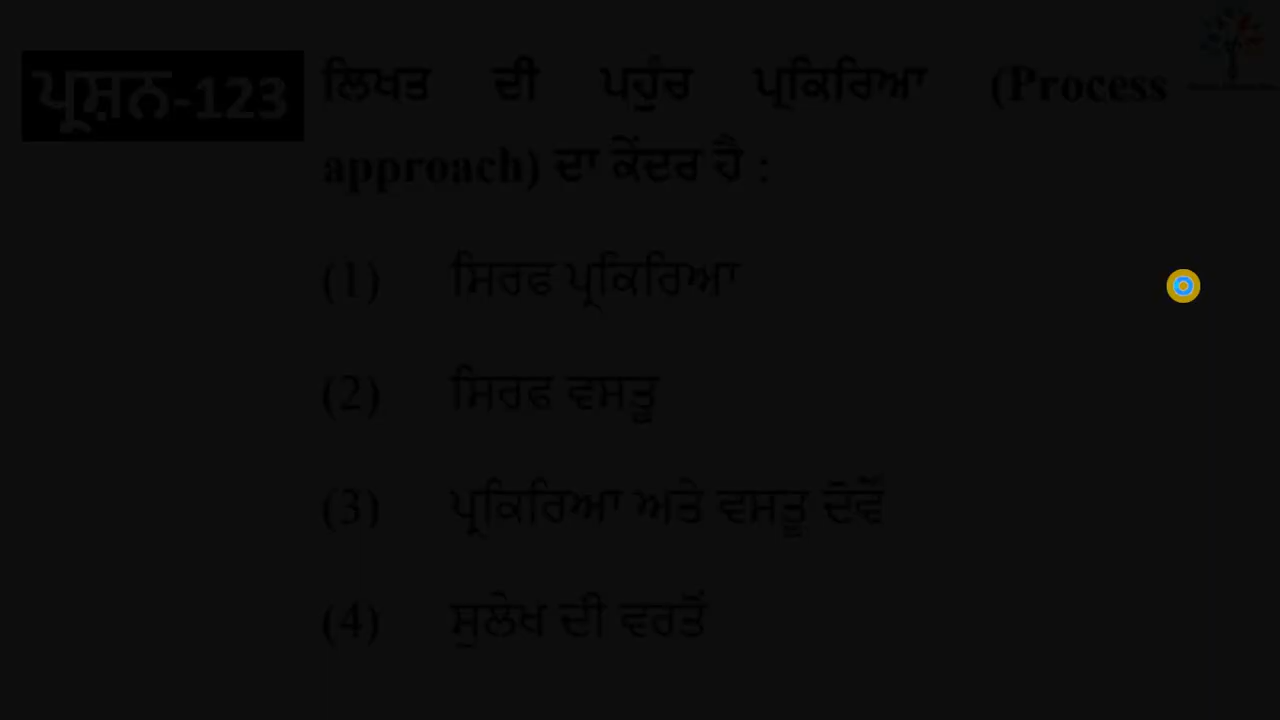 ਪ੍ਰਸ਼ਨ-123
ਲਿਖਤ ਦੀ ਪਹੁੰਚ ਪ੍ਰਕਿਰਿਆ (Process
approach) ਦਾ ਕੇਂਦਰ ਹੈ :
(1) ਸਿਰਫ ਪ੍ਰਕਿਰਿਆ
(2) ਸਿਰਫ ਵਸਤੂ
(3) ਪ੍ਰਕਿਰਿਆ ਅਤੇ ਵਸਤੂ ਦੋਵੇਂ
(4) ਸੁਲੇਖ ਦੀ ਵਰਤੋਂ